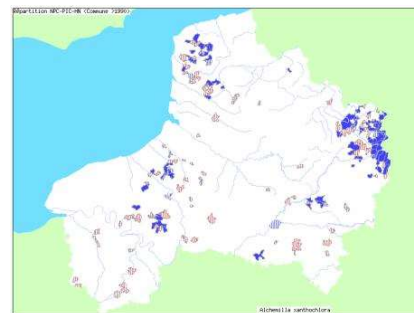 Répartition NPC-PIC-HN (Commune >1990)
Alchemilla xanthochlora